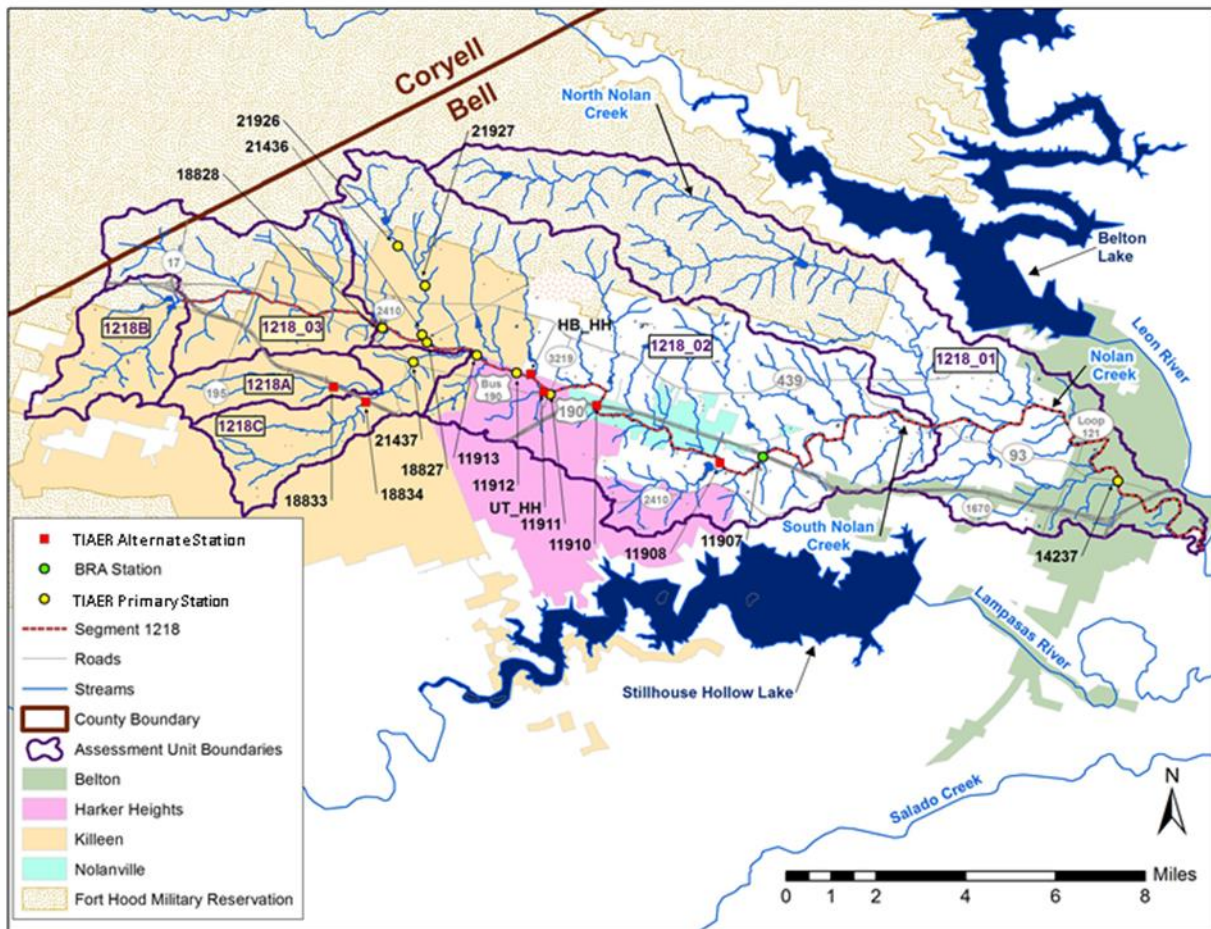 Coryell
Bell
North Nolan
Creek
21926
21436
21927
18828
Belton
Lake
17
2410
HB_HH
1218B
1218_03
3219
1218_02
1218_01
Leon River
Nolan
Creek
195
1218A
Bus
190
439
190
Loop
121
1218C
93
21437
18827
11913
11912
UT_HH
11911
11910
2410
11908
11907
1670
South Nolan
Creek
14237
18833
18834
Lampasas
River
Stillhouse Hollow Lake
Salado Creek
TIAER Alternate Station
BRA Station
TIAER Primary Station
Segment 1218
Roads
Streams
County Boundary
Assessment Unit Boundaries
Belton
Harker Heights
Killeen
Nolanville
Fort Hood Military Reservation
N
Miles
0 1 2 4 6 8